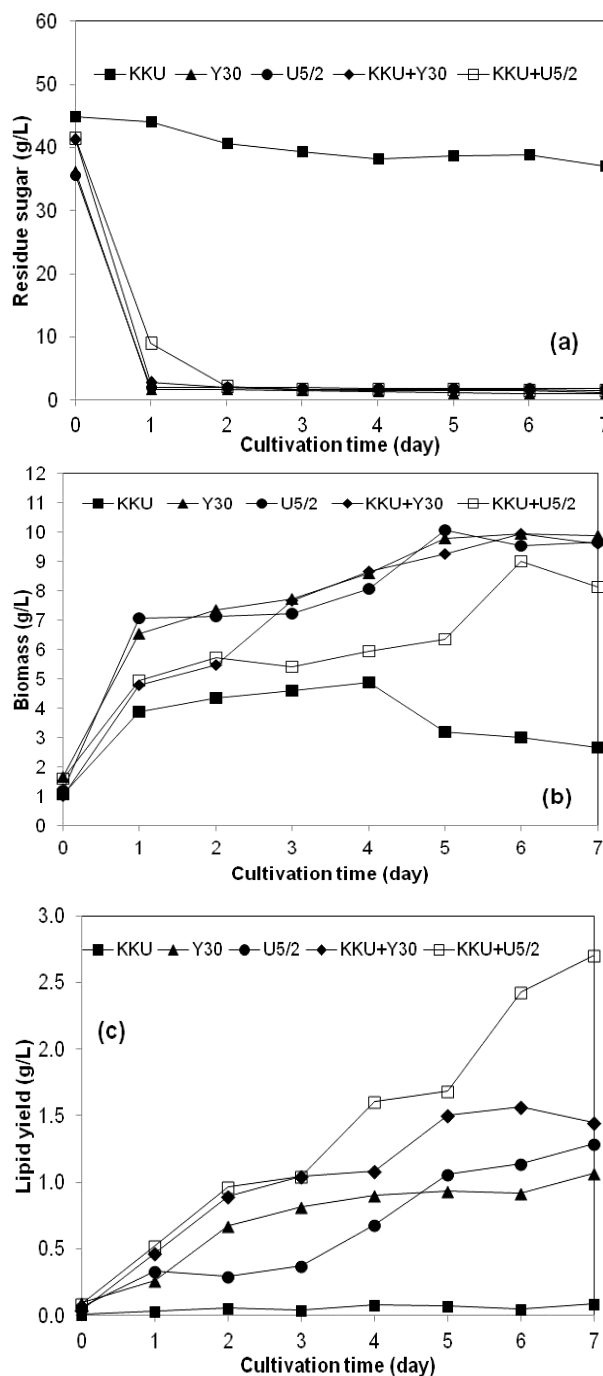 60
50
40
30
20
10
0
Residue sugar (g/L)
KKU Y30 U5/2 KKU+Y30 KKU+U5/2
(a)
0 1 2 3 4 5 6 7
Cultivation time (day)
12
11
10
9
8
7
6
5
4
3
2
1
0
Biomass (g/L)
KKU Y30 U5/2 KKU+Y30 KKU+U5/2
(b)
0 1 2 3 4 5 6 7
Cultivation time (day)
3.0
2.5
2.0
1.5
1.0
0.5
0.0
Lipid yield (g/L)
KKU Y30 U5/2 KKU+Y30 KKU+U5/2
(c)
0 1 2 3 4 5 6 7
Cultivation time (day)